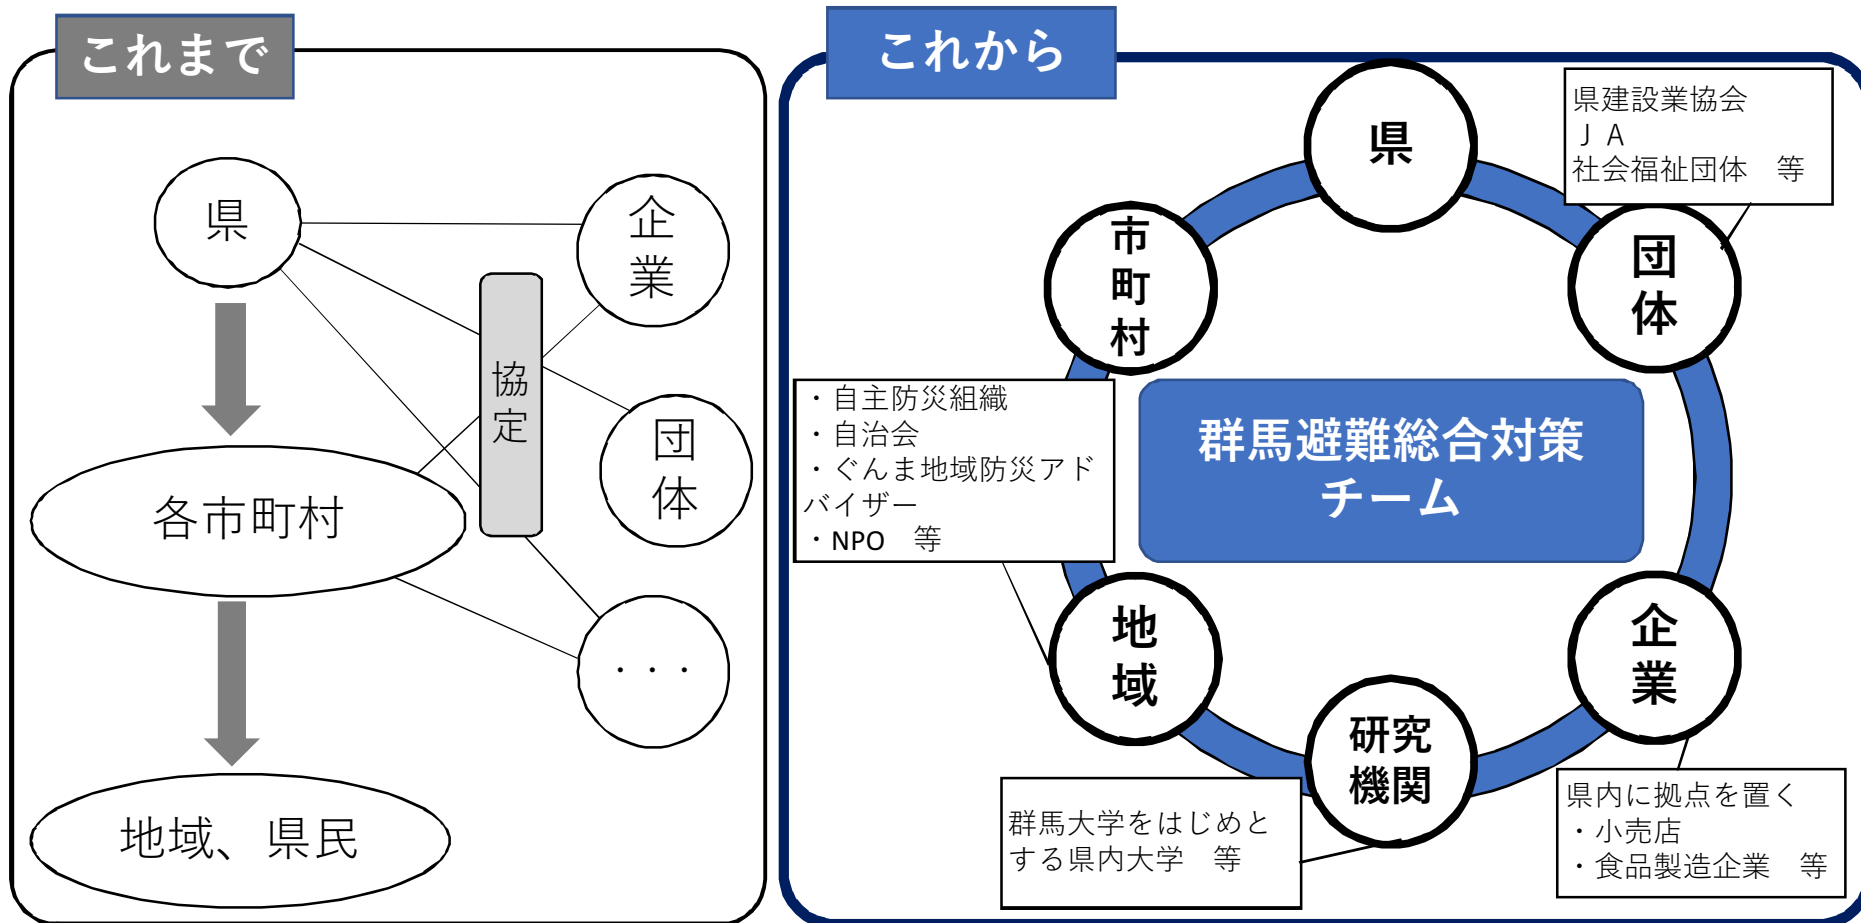 これまで
県
企
業
協
定
団
体
各市町村
・・・
地域、県民
これから
県
県建設業協会
ＪＡ
社会福祉団体　等
市
町
村
団
体
・自主防災組織
・自治会
・ぐんま地域防災アド
バイザー
・NPO　等
群馬避難総合対策
チーム
地
域
企
業
研究
機関
群馬大学をはじめと
する県内大学　等
県内に拠点を置く
・小売店
・食品製造企業　等